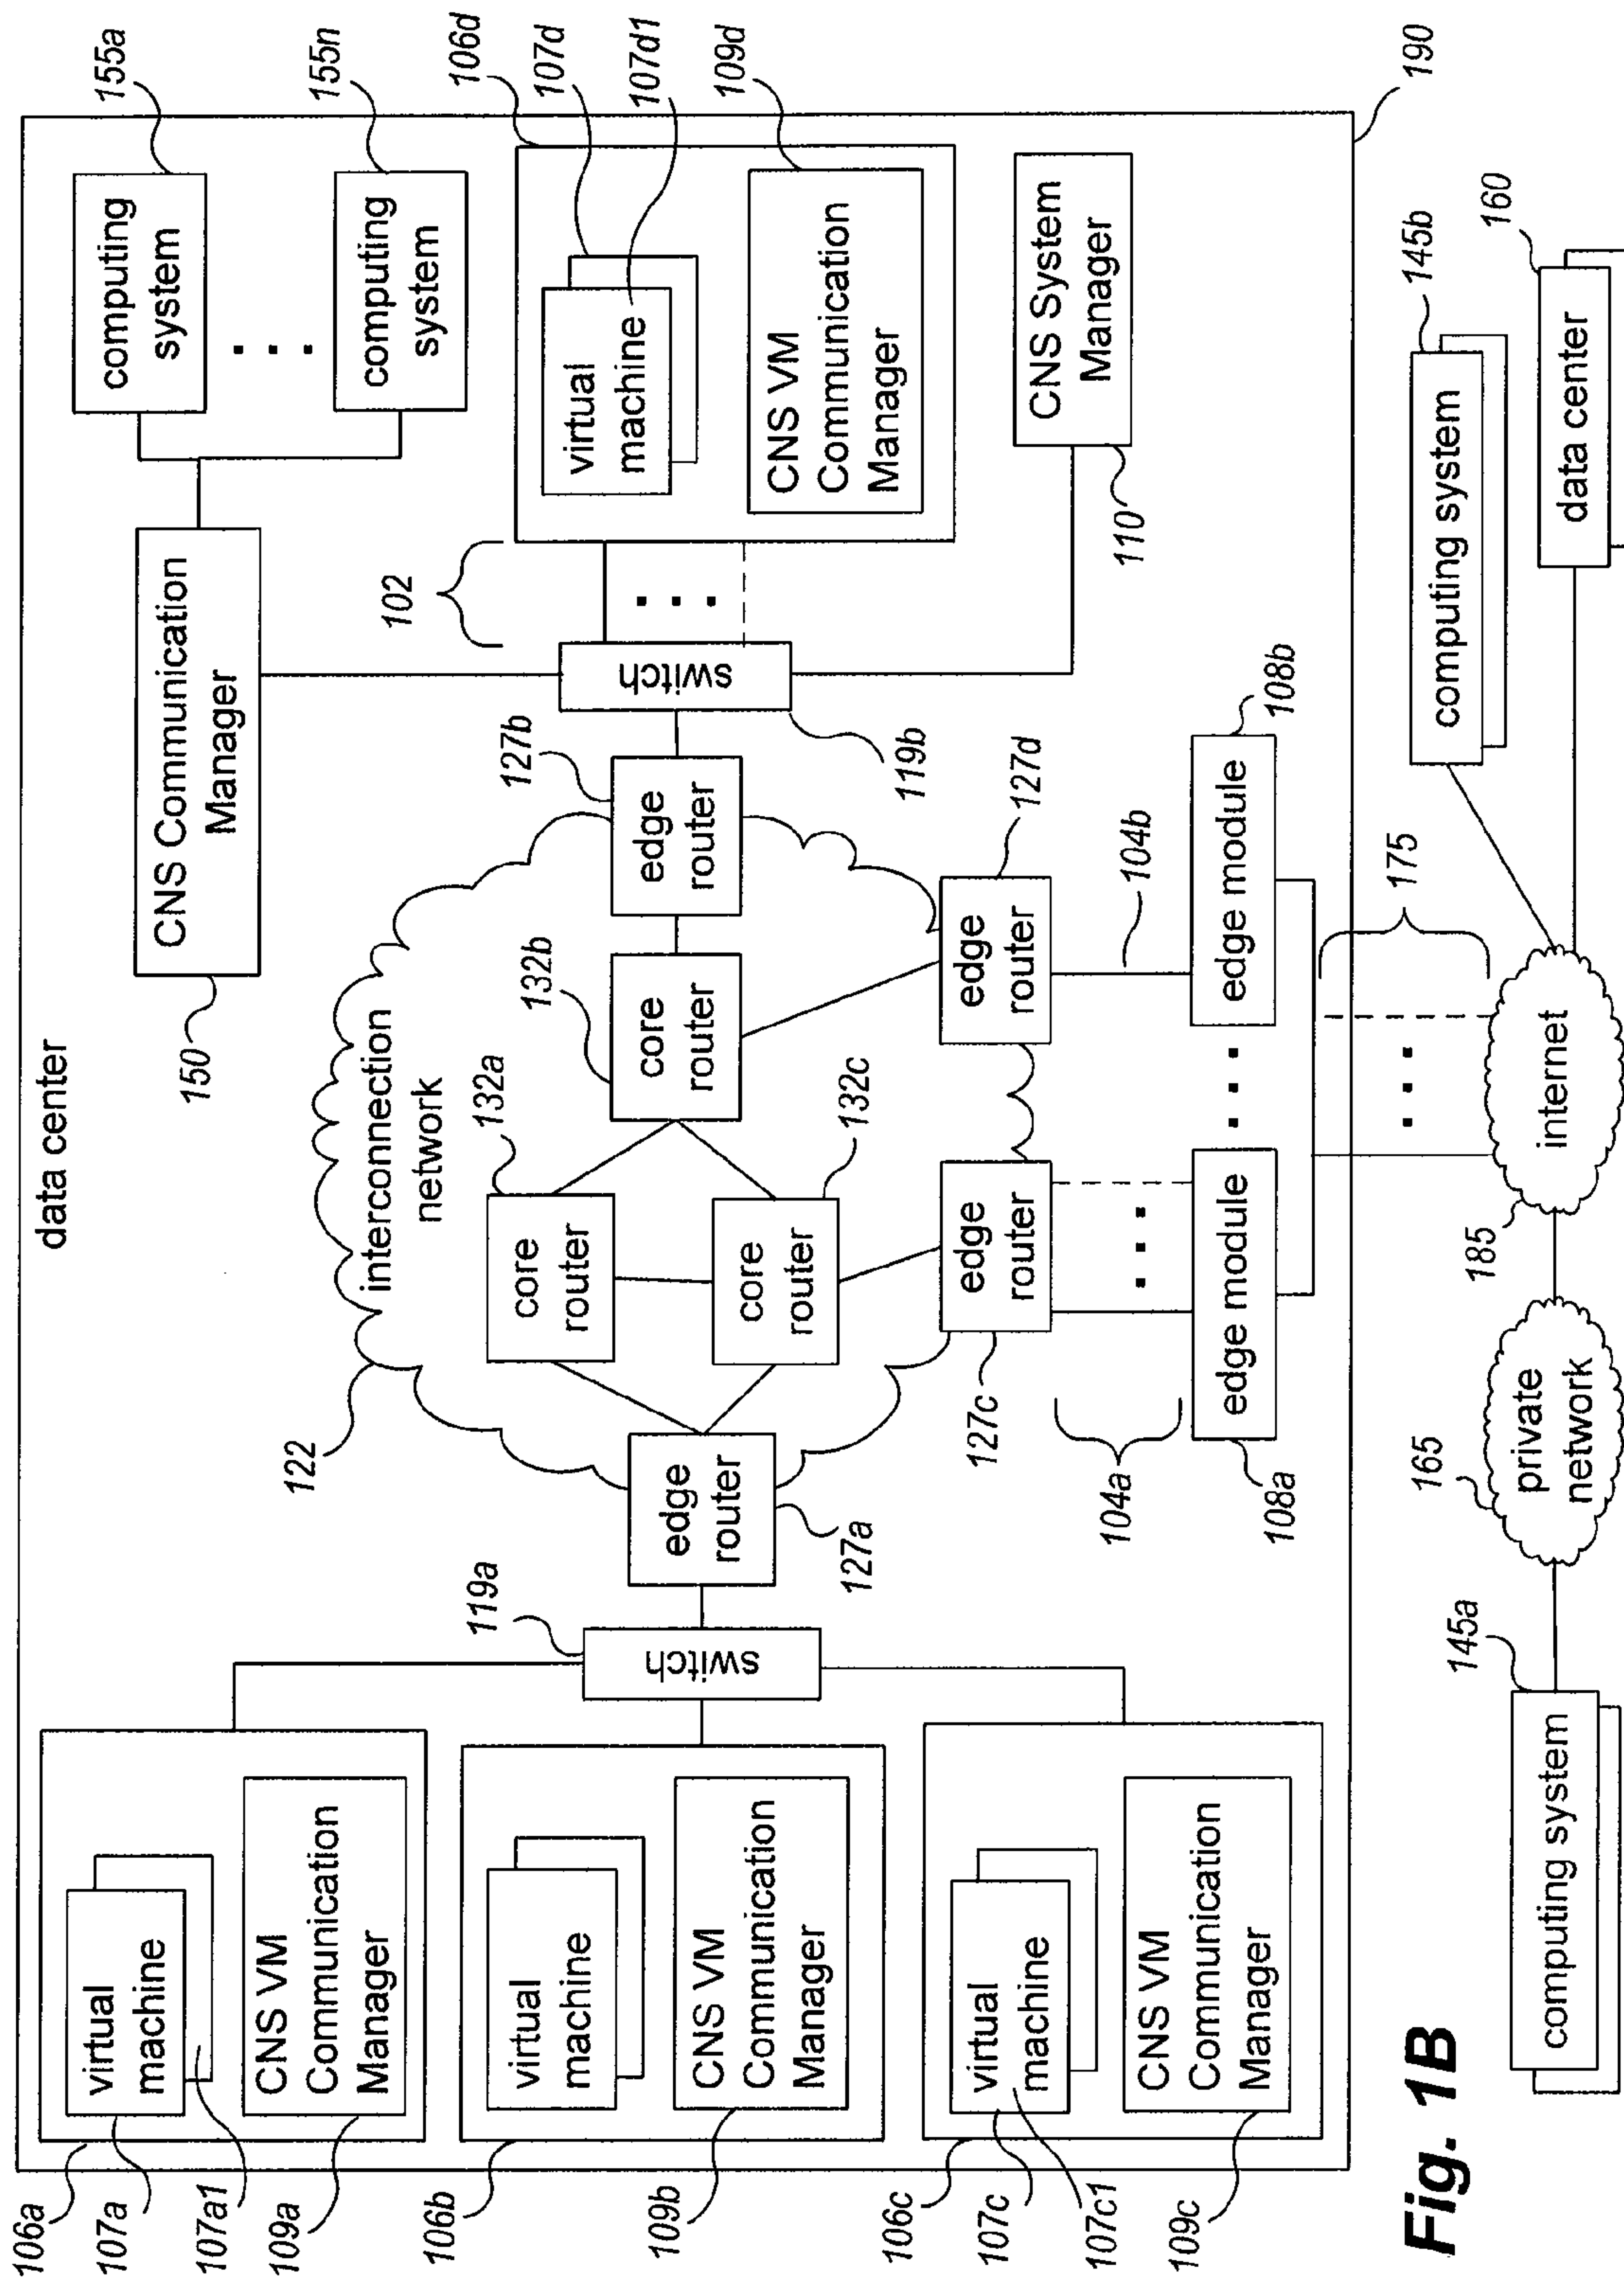 data center
106a
virtual
machine
107a
107a1
CNS VM
Communication
Manager
109a
106b
virtual
machine
CNS VM
Communication
Manager
109b
106c
virtual
machine
107c
107c1
CNS VM
Communication
Manager
109c
119a
switch
122
interconnection
network
edge
router
127a
core
router
132a
core
router
132b
core
router
132c
edge
router
127b
edge
router
127c
edge
router
127d
104a
...
104b
edge module
108a
...
edge module
108b
150
CNS Communication
Manager
computing
system
155a
...
computing
system
155n
switch
119b
102
...
106d
virtual
machine
107d
107d1
CNS VM
Communication
Manager
109d
CNS System
Manager
110
190
175
...
computing system
145a
private
network
165
internet
185
computing system
145b
data center
160
Fig. 1B